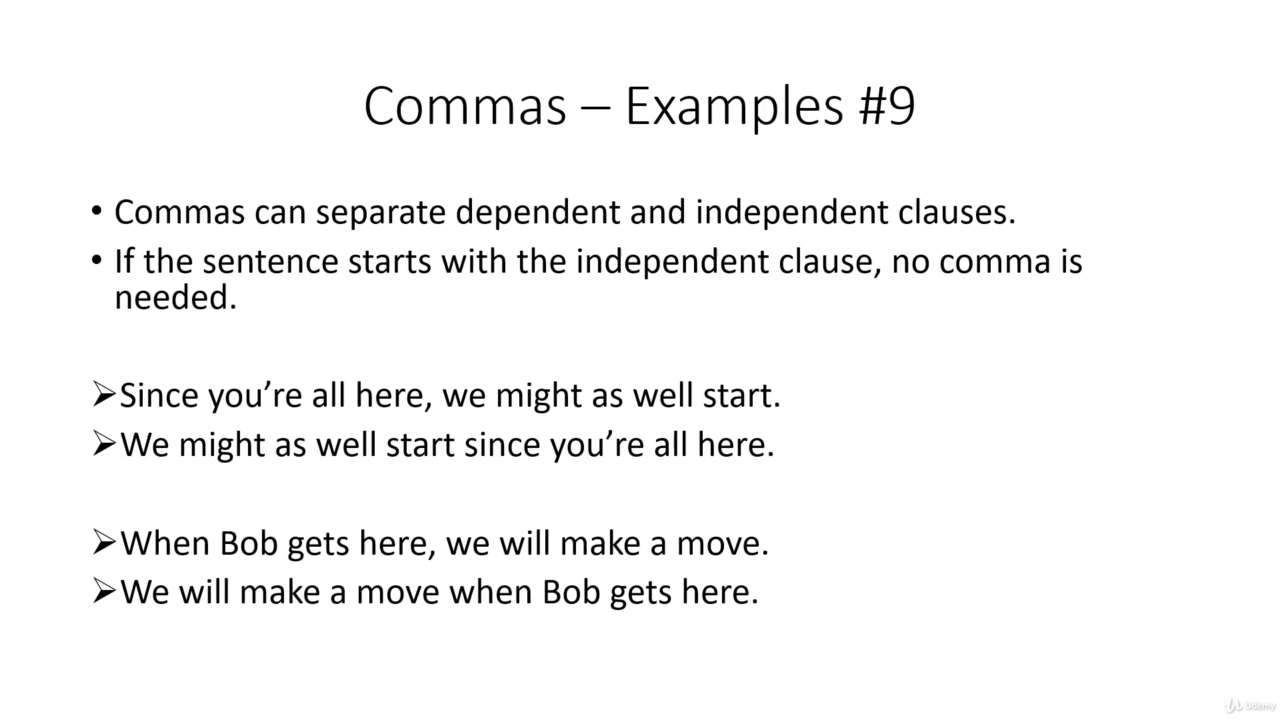 Commas – Examples #9
• Commas can separate dependent and independent clauses.
• If the sentence starts with the independent clause, no comma is
needed.
➢Since you’re all here, we might as well start.
➢We might as well start since you’re all here.
➢When Bob gets here, we will make a move.
➢We will make a move when Bob gets here.
Udemy